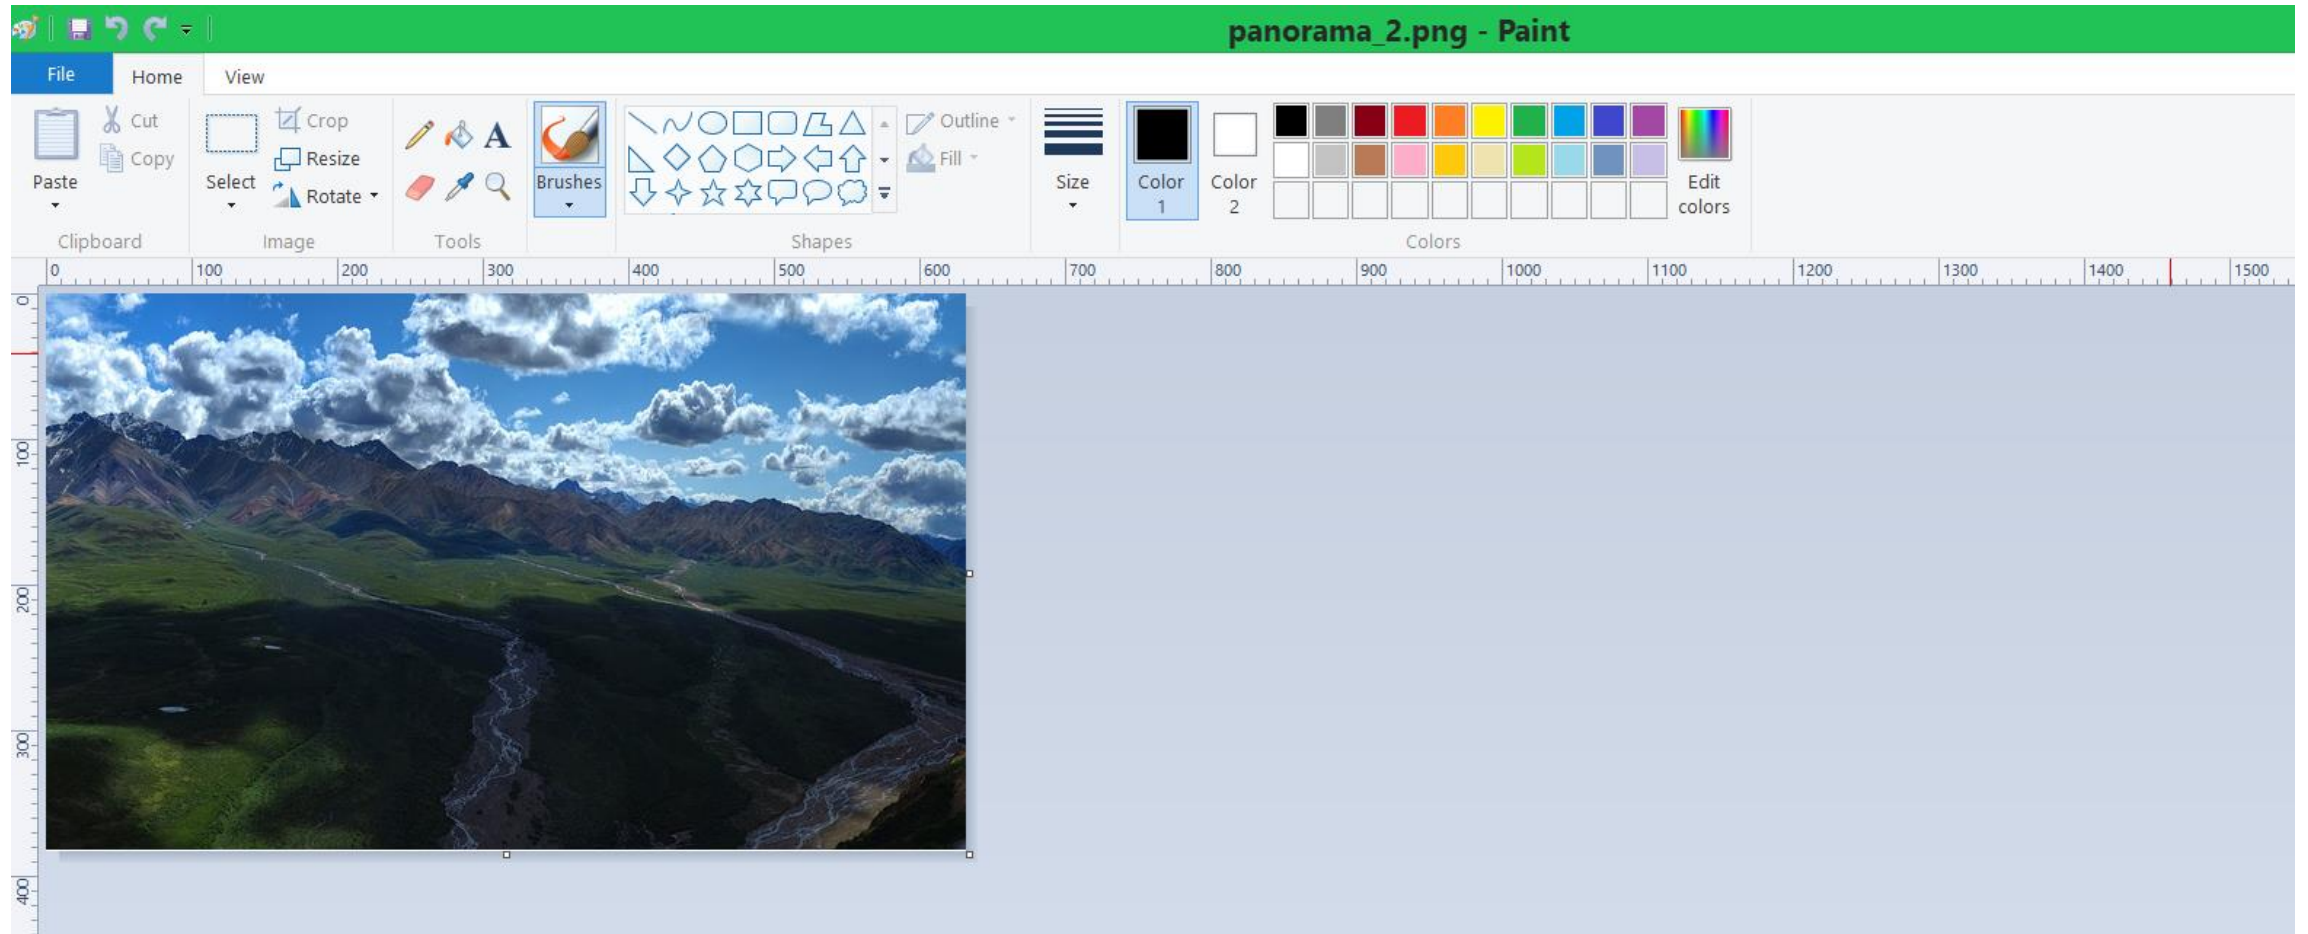 panorama_2.png - Paint
File Home View
Paste
Cut
Copy
Clipboard
Select
Crop
Resize
Rotate
Image
A
Tools
Brushes
Outline
Fill
Shapes
Size
Color 1
Color 2
Edit colors
Colors
0 100 200 300 400 500 600 700 800 900 1000 1100 1200 1300 1400 1500
0
100
200
300
400